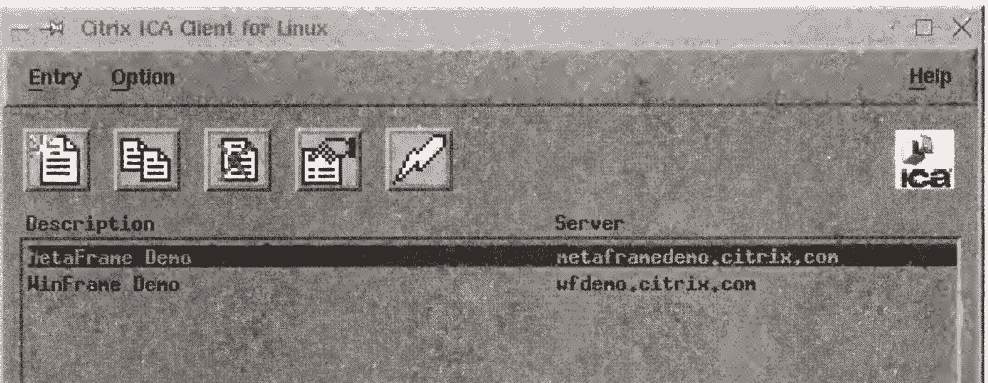 Citrix ICA Client for Linux
Entry Option Help
ica
Description Server
MetaFrame Demo metaframedemo.citrix.com
WinFrame Demo wfdemo.citrix.com